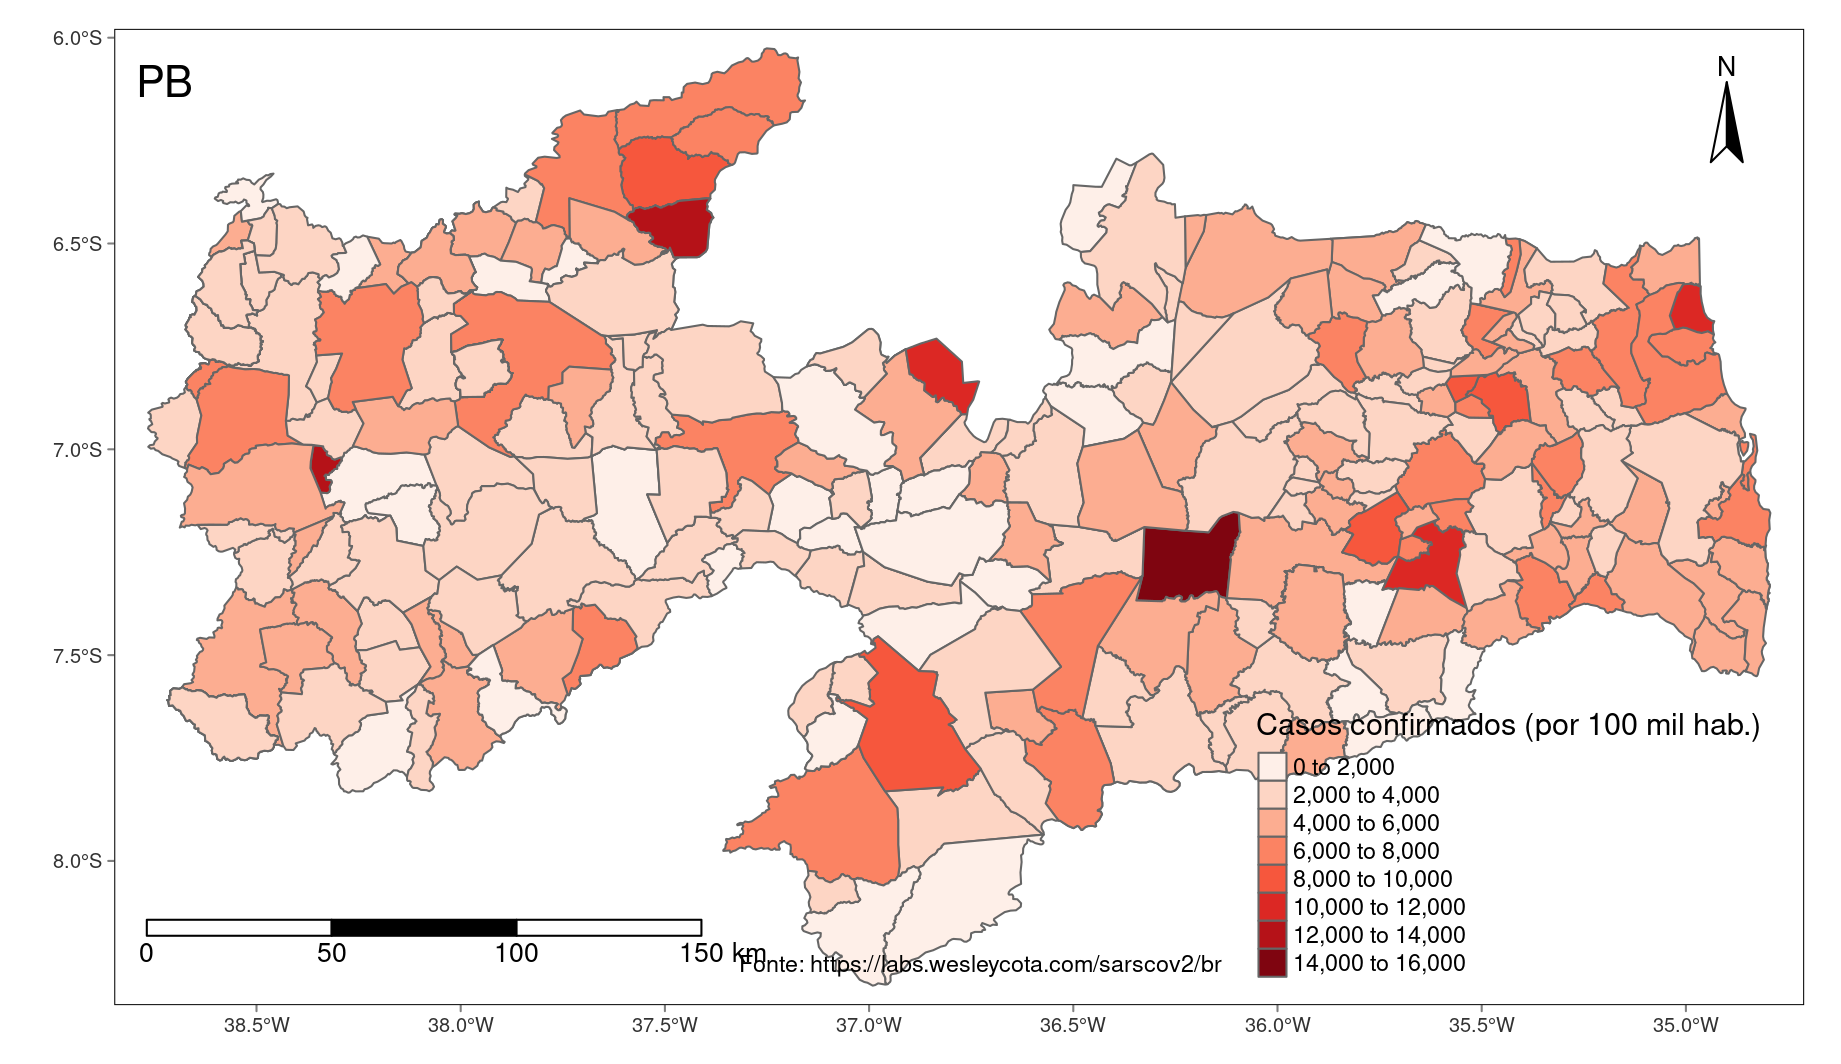 PB
N
6.0°S
6.5°S
7.0°S
7.5°S
8.0°S
Casos confirmados (por 100 mil hab.)
0 to 2,000
2,000 to 4,000
4,000 to 6,000
6,000 to 8,000
8,000 to 10,000
10,000 to 12,000
12,000 to 14,000
14,000 to 16,000
0 50 100 150 km
Fonte: https://labs.wesleycota.com/sarscov2/br
38.5°W 38.0°W 37.5°W 37.0°W 36.5°W 36.0°W 35.5°W 35.0°W